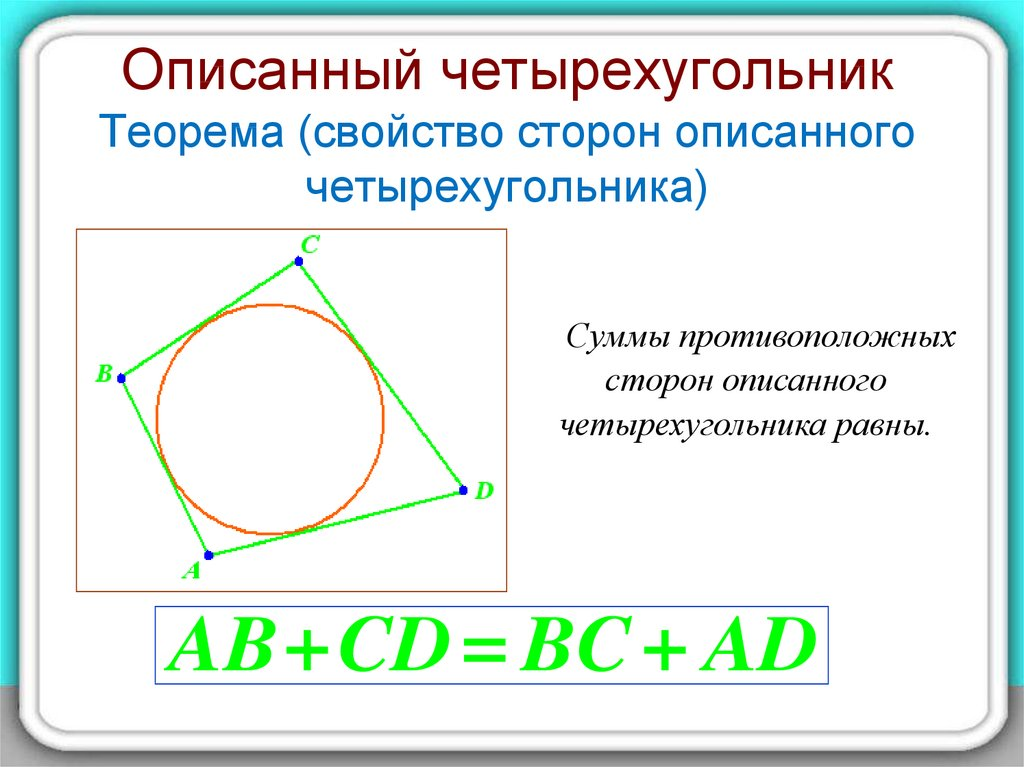 Описанный четырехугольник
Теорема (свойство сторон описанного
четырехугольника)
C
B
D
A
Суммы противоположных
сторон описанного
четырехугольника равны.
AB + CD = BC + AD